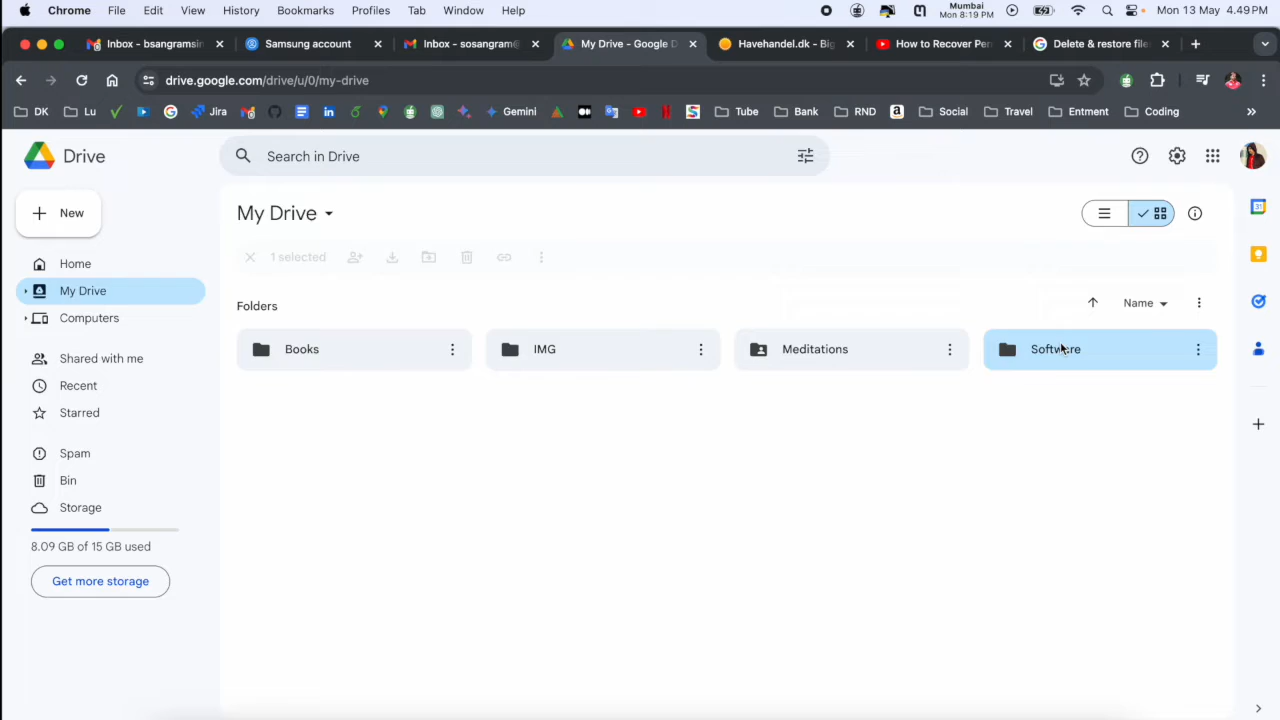 Chrome File Edit View History Bookmarks Profiles Tab Window Help Mumbai Mon 8:19 PM Mon 13 May 4.49 PM
Inbox - bsangramsin Samsung account Inbox - sosangram@ My Drive - Google D Havehandel.dk - Big How to Recover Per Delete & restore file
drive.google.com/drive/u/0/my-drive
DK Lu Jira Gemini Tube Bank RND Social Travel Entment Coding
Drive
Search in Drive
New
My Drive
1 selected
Home
My Drive
Computers
Shared with me
Recent
Starred
Spam
Bin
Storage
8.09 GB of 15 GB used
Get more storage
Folders
Name
Books IMG Meditations Software
31